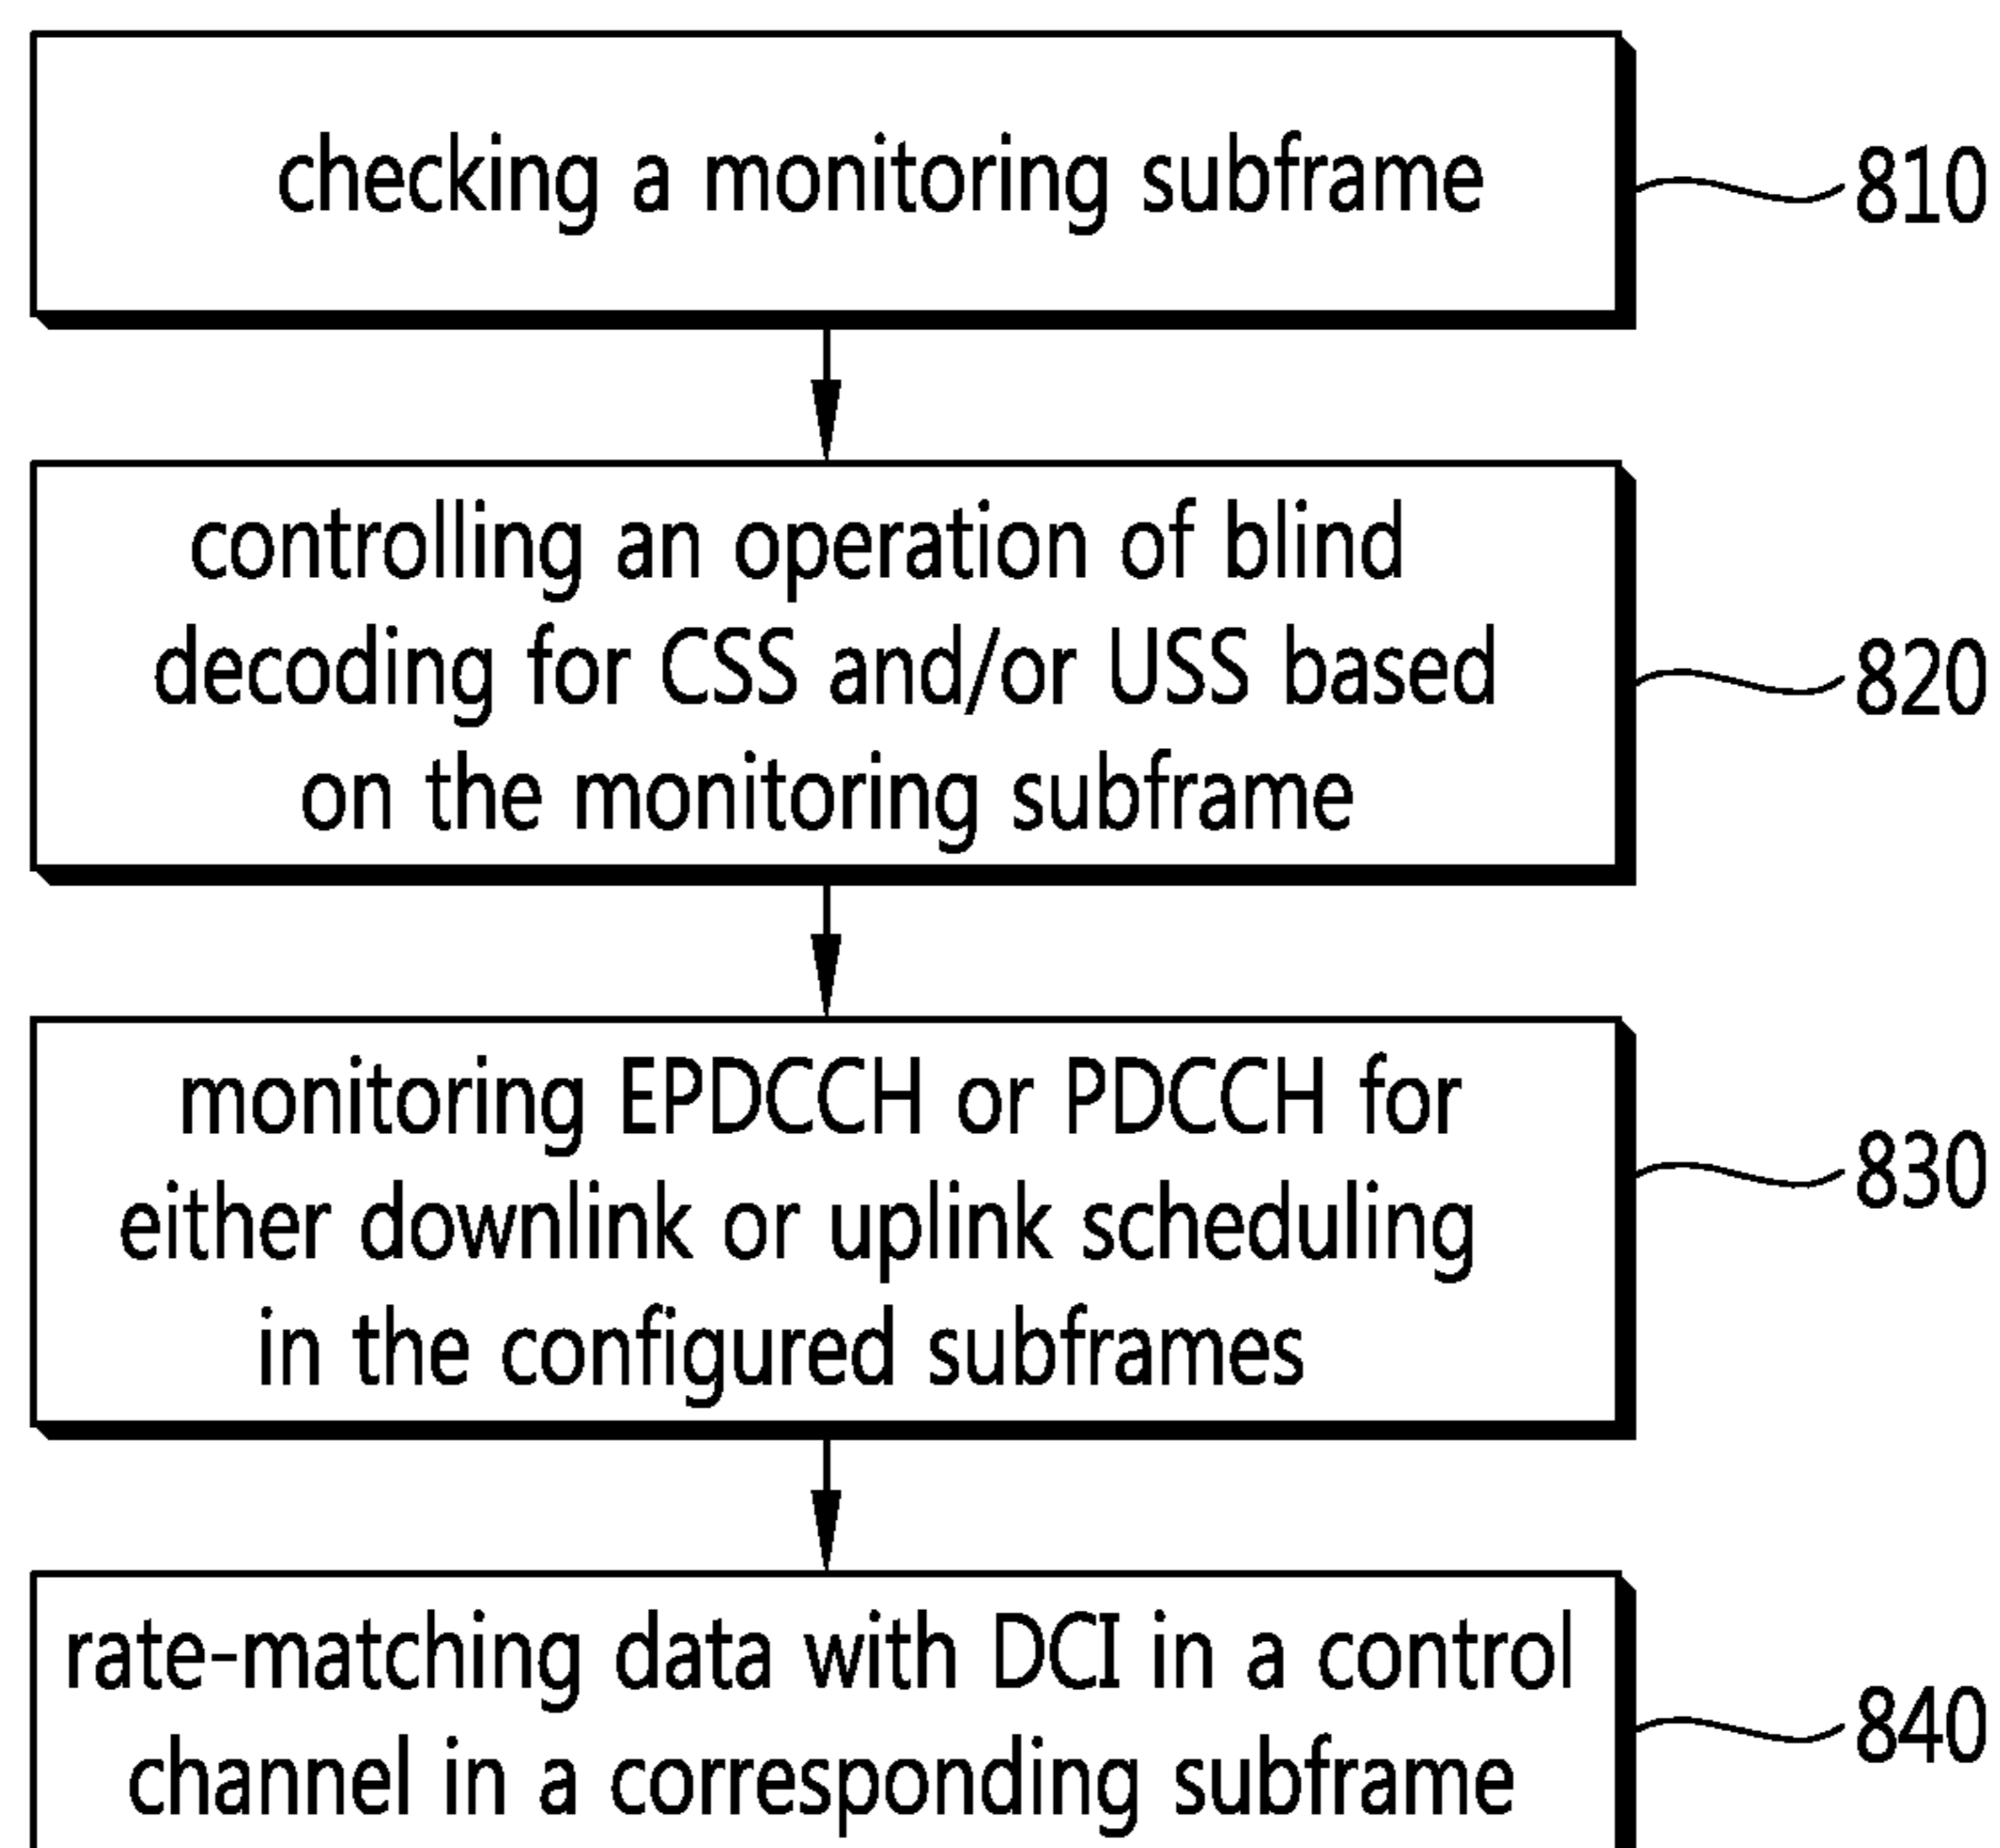 checking a monitoring subframe
810
controlling an operation of blind
decoding for CSS and/or USS based
on the monitoring subframe
820
monitoring EPDCCH or PDCCH for
either downlink or uplink scheduling
in the configured subframes
830
rate-matching data with DCI in a control
channel in a corresponding subframe
840